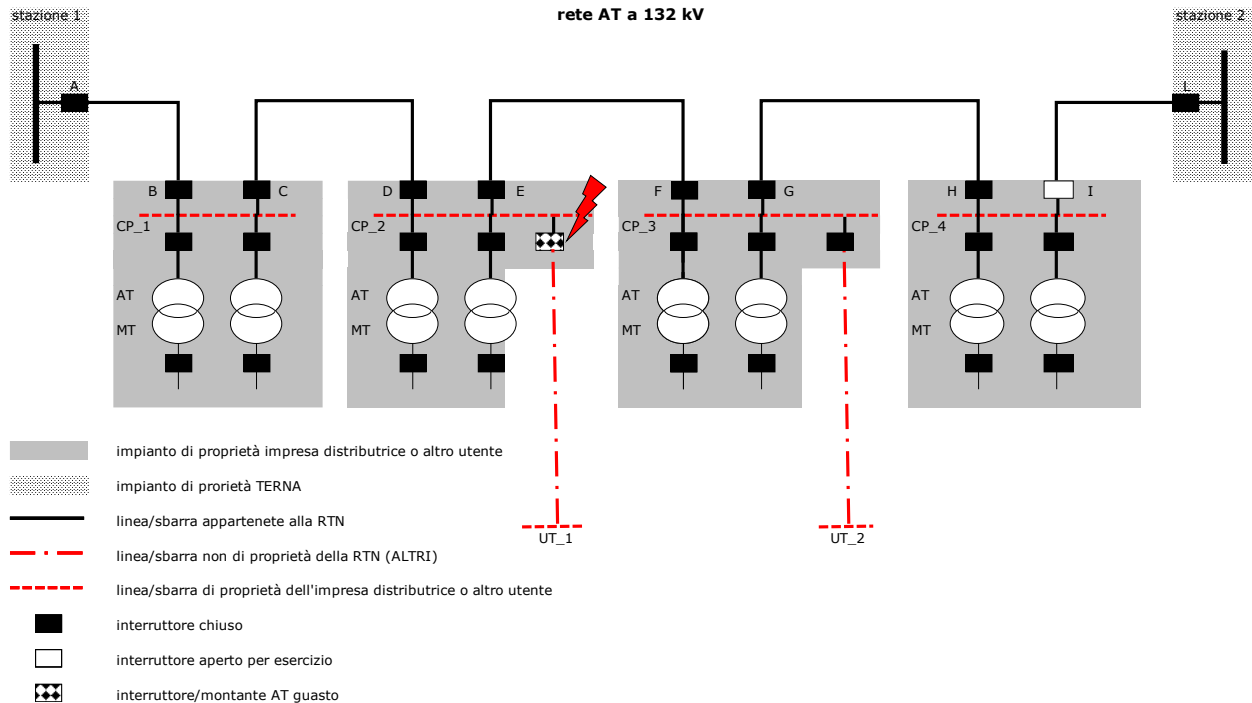 stazione 1
rete AT a 132 kV
stazione 2
A
L
B
C
D
E
F
G
H
I
CP_1
CP_2
CP_3
CP_4
AT
AT
AT
AT
MT
MT
MT
MT
impianto di proprietà impresa distributrice o altro utente
impianto di prorietà TERNA
linea/sbarra appartenete alla RTN
UT_1
UT_2
linea/sbarra non di proprietà della RTN (ALTRI)
linea/sbarra di proprietà dell'impresa distributrice o altro utente
interruttore chiuso
interruttore aperto per esercizio
interruttore/montante AT guasto